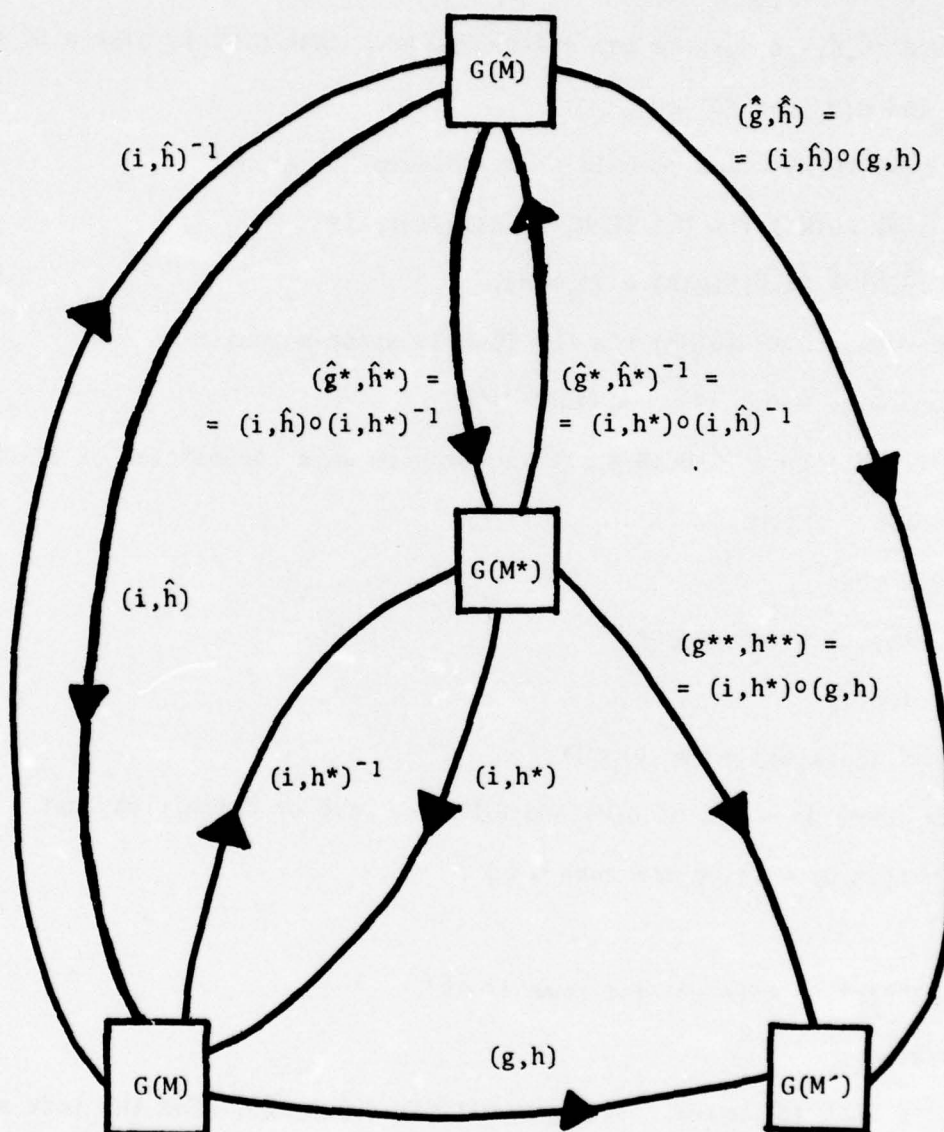 G(M̂)
(ĝ,ĥ) =
= (i,ĥ)∘(g,h)
(i,ĥ)⁻¹
(ĝ*,ĥ*) =
= (i,ĥ)∘(i,h*)⁻¹
(ĝ*,ĥ*)⁻¹ =
= (i,h*)∘(i,ĥ)⁻¹
G(M*)
(i,ĥ)
(g**,h**) =
= (i,h*)∘(g,h)
(i,h*)⁻¹
(i,h*)
(g,h)
G(M)
G(M´)